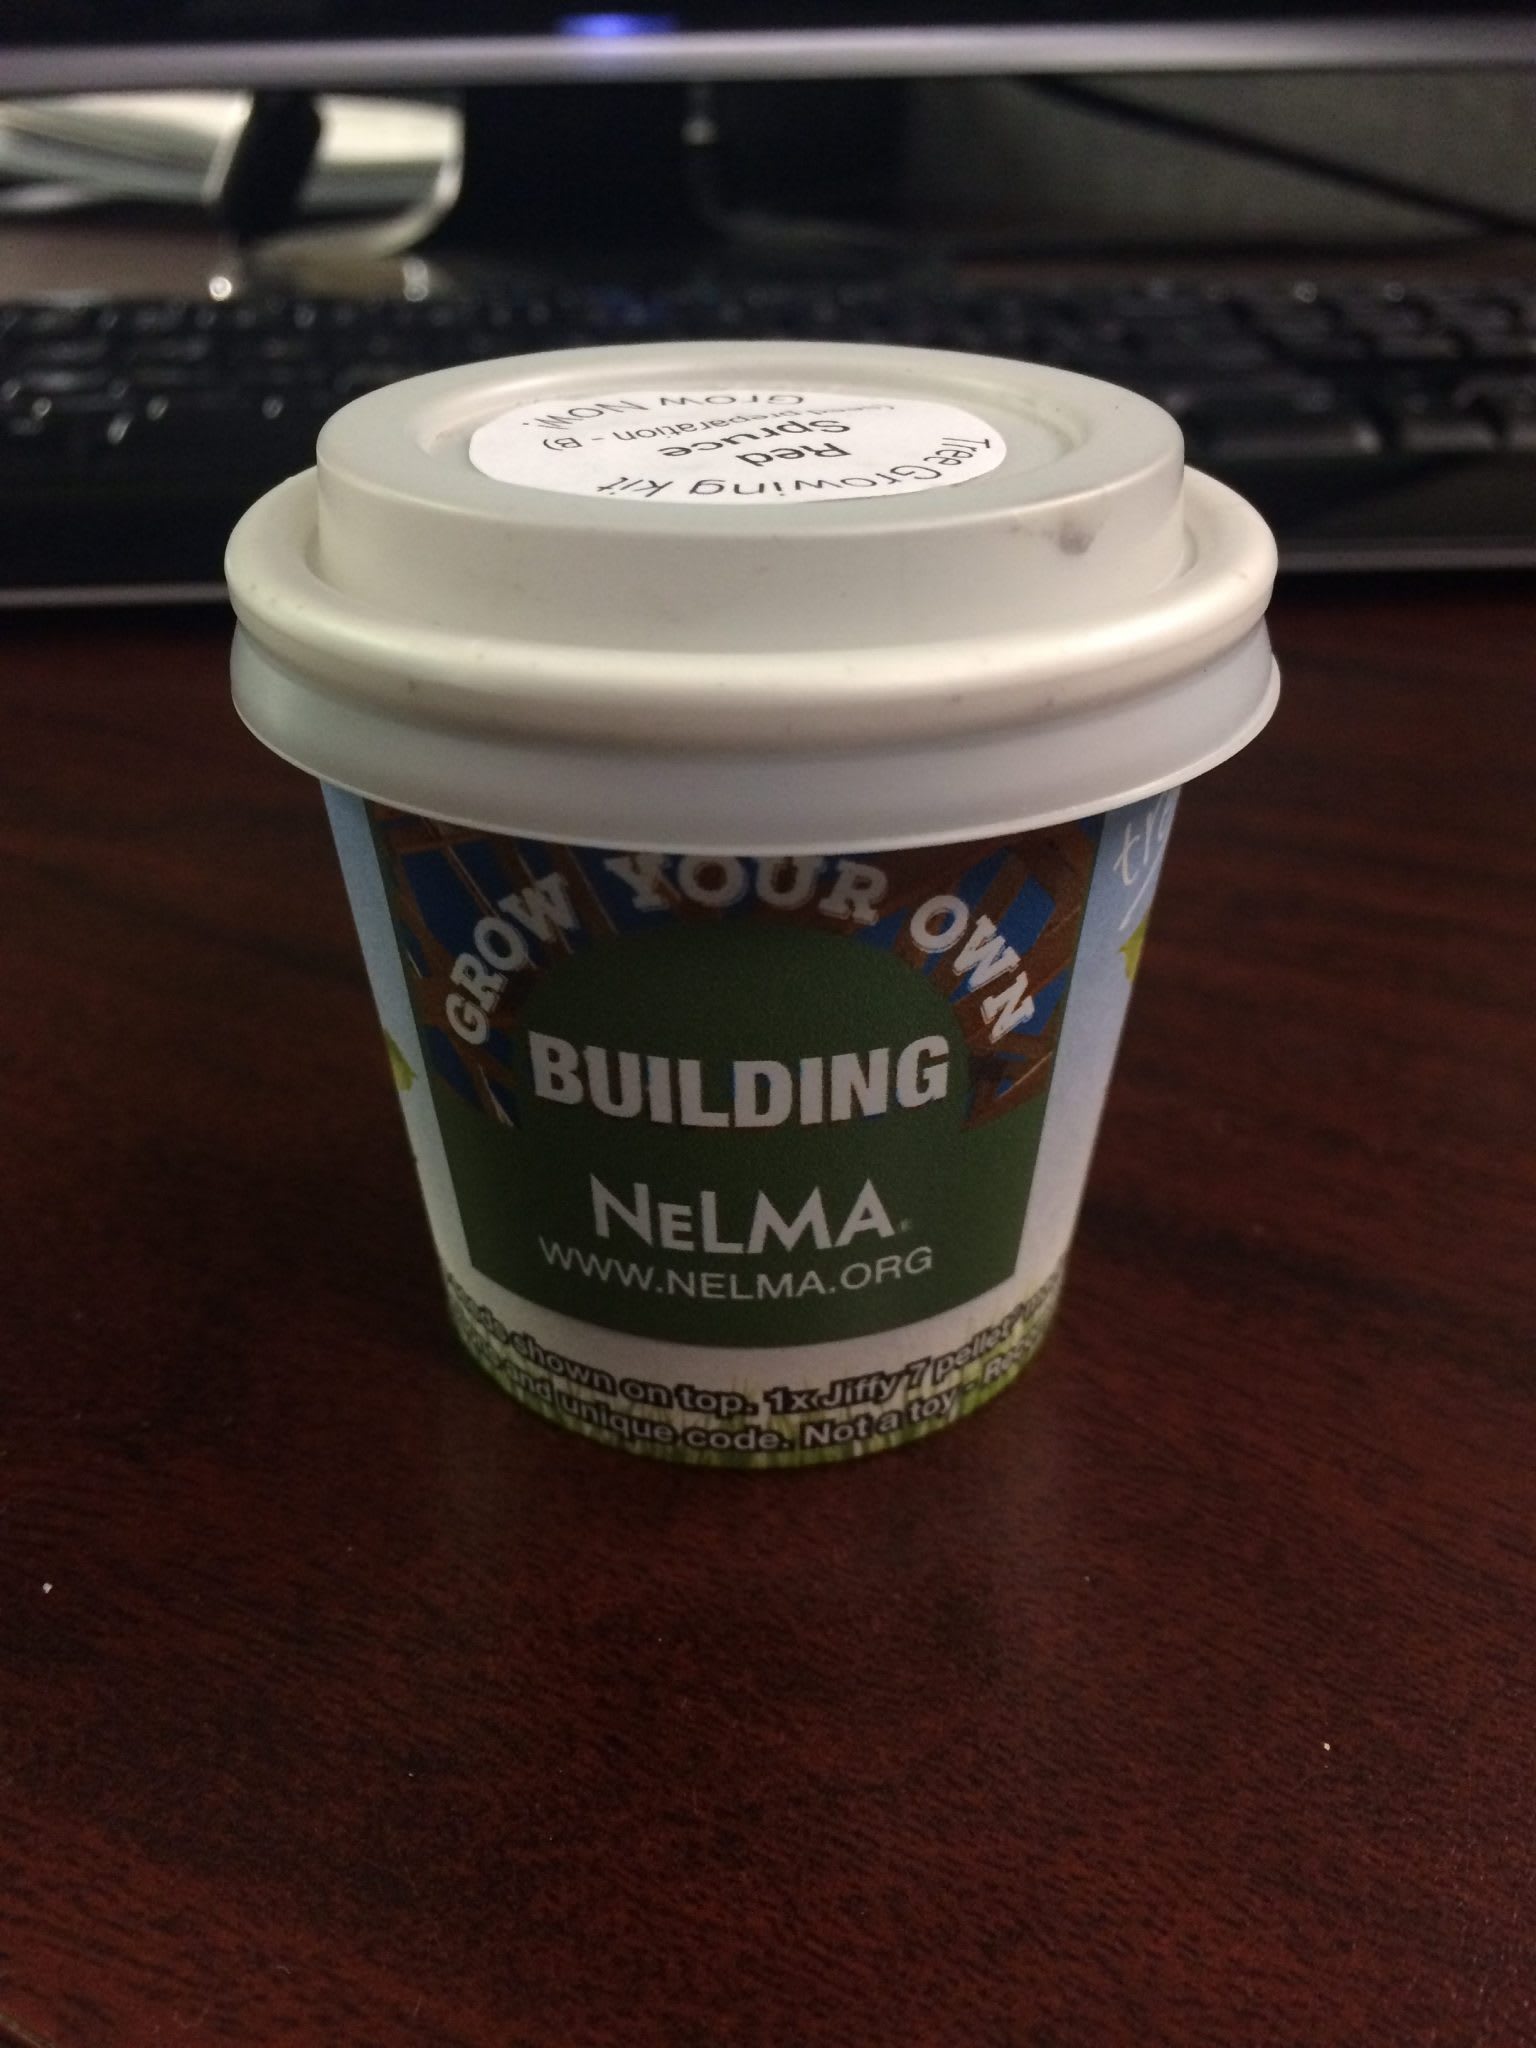 Tree Growing kit
Red
Spruce
preparation - B)
Grow Now.
GROW YOUR OWN
BUILDING
NELMA
WWW.NELMA.ORG
shown on top. 1x Jiffy 7 pellet
and unique code. Not a toy -